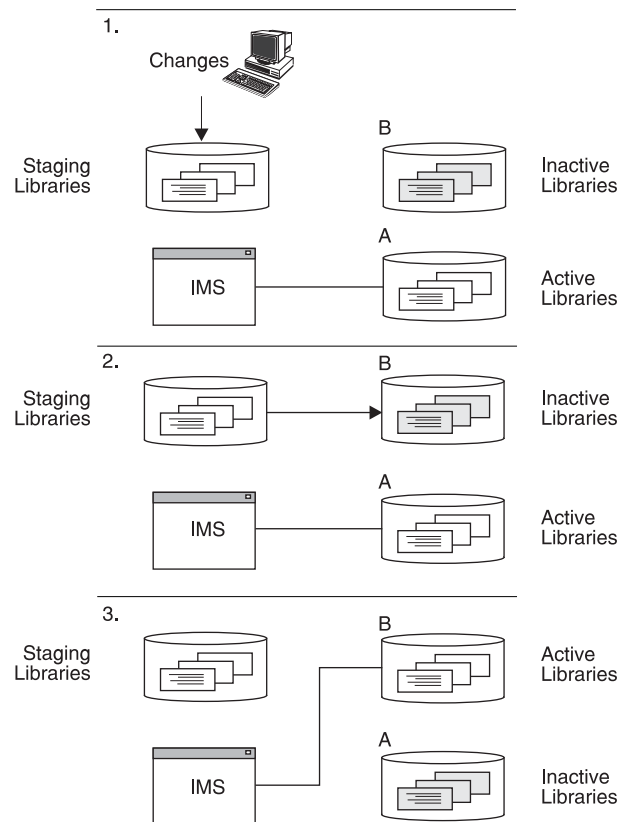 1.
Changes
Staging
Libraries
B
Inactive
Libraries
IMS
A
Active
Libraries
2.
Staging
Libraries
B
Inactive
Libraries
IMS
A
Active
Libraries
3.
Staging
Libraries
B
Active
Libraries
IMS
A
Inactive
Libraries